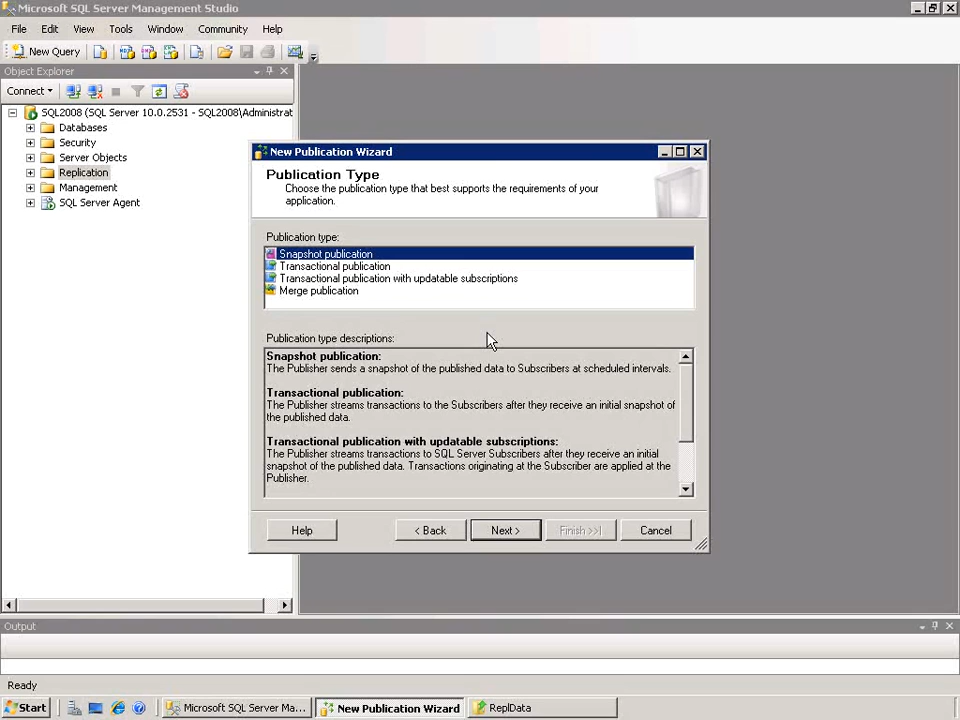 Microsoft SQL Server Management Studio
File Edit View Tools Window Community Help
New Query
Object Explorer
Connect
SQL2008 (SQL Server 10.0.2531 - SQL2008\Administrat
Databases
Security
Server Objects
Replication
Management
SQL Server Agent
New Publication Wizard
Publication Type
Choose the publication type that best supports the requirements of your
application.
Publication type:
Snapshot publication
Transactional publication
Transactional publication with updatable subscriptions
Merge publication
Publication type descriptions:
Snapshot publication:
The Publisher sends a snapshot of the published data to Subscribers at scheduled intervals.
Transactional publication:
The Publisher streams transactions to the Subscribers after they receive an initial snapshot of
the published data.
Transactional publication with updatable subscriptions:
The Publisher streams transactions to SQL Server Subscribers after they receive an initial
snapshot of the published data. Transactions originating at the Subscriber are applied at the
Publisher.
Help < Back Next > Finish >>| Cancel
Output
Ready
Start Microsoft SQL Server Ma... New Publication Wizard ReplData